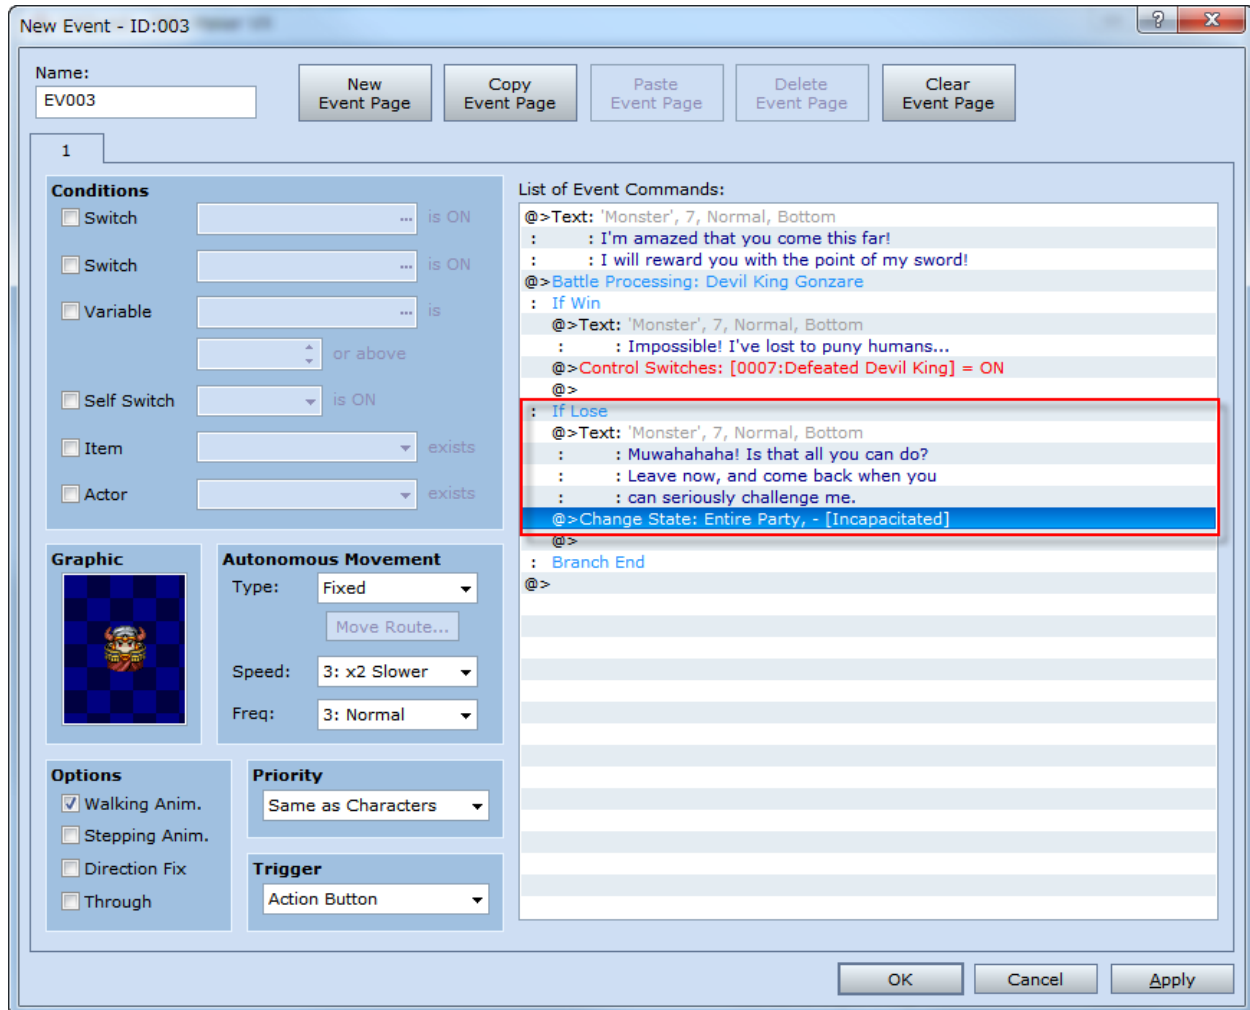 New Event - ID:003
Name:
EV003
New
Event Page
Copy
Event Page
Paste
Event Page
Delete
Event Page
Clear
Event Page
1
Conditions
Switch ... is ON
Switch ... is ON
Variable ... is
or above
Self Switch is ON
Item exists
Actor exists
Graphic
Autonomous Movement
Type: Fixed
Move Route...
Speed: 3: x2 Slower
Freq: 3: Normal
Options
Walking Anim.
Stepping Anim.
Direction Fix
Through
Priority
Same as Characters
Trigger
Action Button
List of Event Commands:
@>Text: 'Monster', 7, Normal, Bottom
: : I'm amazed that you come this far!
: : I will reward you with the point of my sword!
@>Battle Processing: Devil King Gonzare
: If Win
@>Text: 'Monster', 7, Normal, Bottom
: : Impossible! I've lost to puny humans...
@>Control Switches: [0007:Defeated Devil King] = ON
@>
: If Lose
@>Text: 'Monster', 7, Normal, Bottom
: : Muwahahaha! Is that all you can do?
: : Leave now, and come back when you
: : can seriously challenge me.
@>Change State: Entire Party, - [Incapacitated]
@>
: Branch End
@>
OK
Cancel
Apply